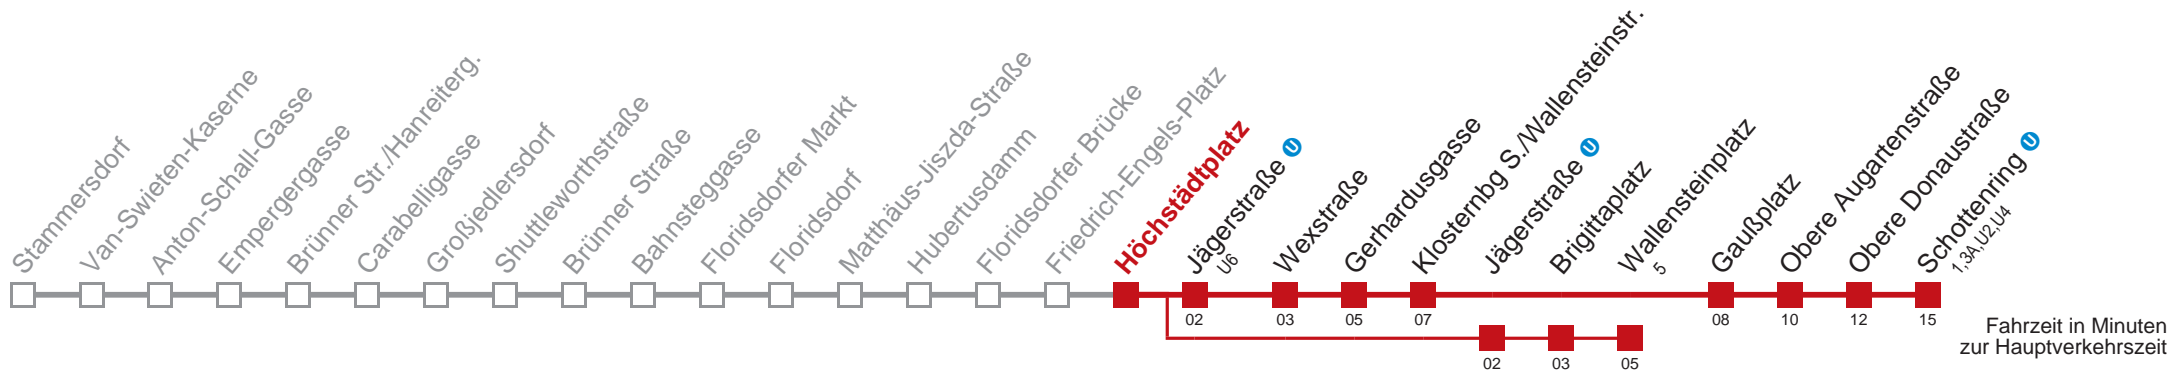 Stammersdorf
Van-Swieten-Kaserne
Anton-Schall-Gasse
Empergergasse
Brünner Str./Hanreiterg.
Carabelligasse
Großjedlersdorf
Shuttleworthstraße
Brünner Straße
Bahnsteggasse
Floridsdorfer Markt
Floridsdorf
Matthäus-Jiszda-Straße
Hubertusdamm
Floridsdorfer Brücke
Friedrich-Engels-Platz
Höchstädtplatz
Jägerstraße U
U6
Wexstraße
Gerhardusgasse
Klosternbg S./Wallensteinstr.
Jägerstraße U
Brigittaplatz
Wallensteinplatz
5
Gaußplatz
Obere Augartenstraße
Obere Donaustraße
Schottenring U
1,3A,U2,U4
02 03 05 07 08 10 12 15
02 03 05
Fahrzeit in Minuten
zur Hauptverkehrszeit